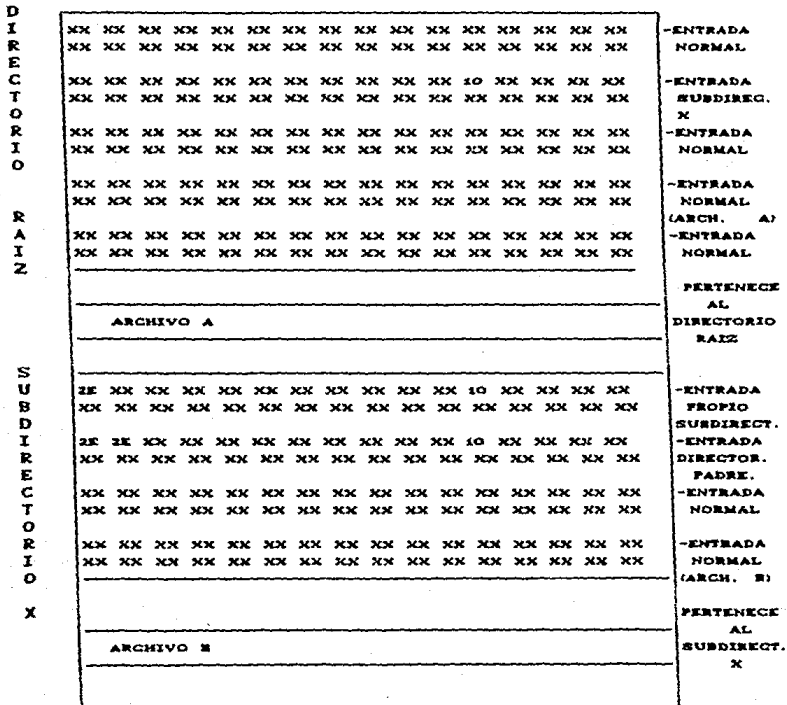 DIRECTORIO RAIZ
XX XX XX XX XX XX XX XX XX XX XX XX XX XX XX XX -ENTRADA
XX XX XX XX XX XX XX XX XX XX XX XX XX XX XX XX NORMAL
XX XX XX XX XX XX XX XX XX XX XX 10 XX XX XX XX -ENTRADA
XX XX XX XX XX XX XX XX XX XX XX XX XX XX XX XX SUBDIREC.
X
XX XX XX XX XX XX XX XX XX XX XX XX XX XX XX XX -ENTRADA
XX XX XX XX XX XX XX XX XX XX XX XX XX XX XX XX NORMAL
XX XX XX XX XX XX XX XX XX XX XX XX XX XX XX XX -ENTRADA
XX XX XX XX XX XX XX XX XX XX XX XX XX XX XX XX NORMAL
(ARCH. A)
XX XX XX XX XX XX XX XX XX XX XX XX XX XX XX XX -ENTRADA
XX XX XX XX XX XX XX XX XX XX XX XX XX XX XX XX NORMAL
PERTENECE
AL
ARCHIVO A DIRECTORIO
RAIZ
SUBDIRECTORIO X
2E XX XX XX XX XX XX XX XX XX XX 10 XX XX XX XX -ENTRADA
XX XX XX XX XX XX XX XX XX XX XX XX XX XX XX XX PROPIO
SUBDIRECT.
2E 2E XX XX XX XX XX XX XX XX XX 10 XX XX XX XX -ENTRADA
XX XX XX XX XX XX XX XX XX XX XX XX XX XX XX XX DIRECTOR.
PADRE.
XX XX XX XX XX XX XX XX XX XX XX XX XX XX XX XX -ENTRADA
XX XX XX XX XX XX XX XX XX XX XX XX XX XX XX XX NORMAL
XX XX XX XX XX XX XX XX XX XX XX XX XX XX XX XX -ENTRADA
XX XX XX XX XX XX XX XX XX XX XX XX XX XX XX XX NORMAL
(ARCH. B)
PERTENECE
AL
ARCHIVO B SUBDIRECT.
X